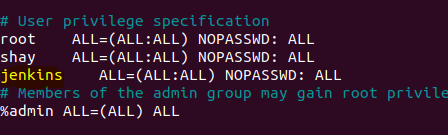 # User privilege specification
root    ALL=(ALL:ALL) NOPASSWD: ALL
shay    ALL=(ALL:ALL) NOPASSWD: ALL
jenkins    ALL=(ALL:ALL) NOPASSWD: ALL
# Members of the admin group may gain root privile
%admin ALL=(ALL) ALL